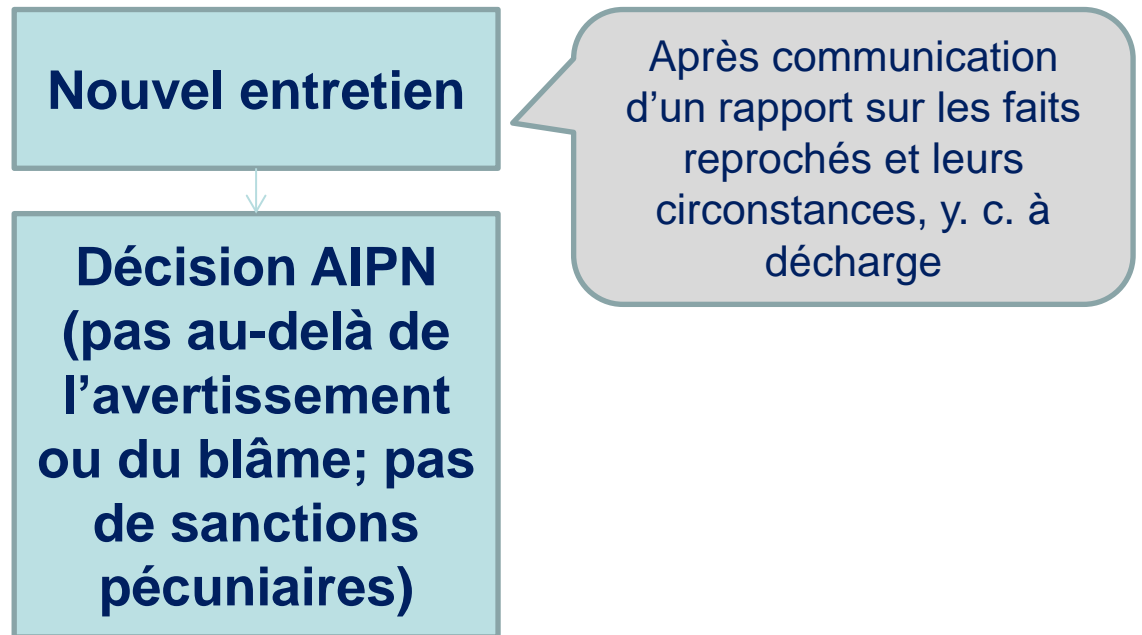 Nouvel entretien
Après communication
d’un rapport sur les faits
reprochés et leurs
circonstances, y. c. à
décharge
Décision AIPN
(pas au-delà de
l’avertissement
ou du blâme; pas
de sanctions
pécuniaires)